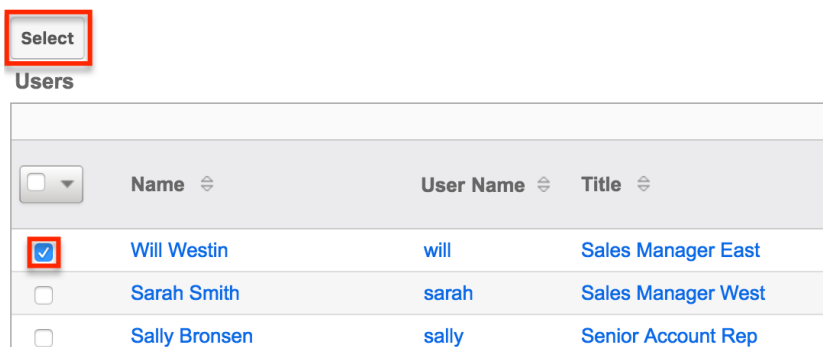 Select
Users
Name User Name Title
Will Westin will Sales Manager East
Sarah Smith sarah Sales Manager West
Sally Bronsen sally Senior Account Rep